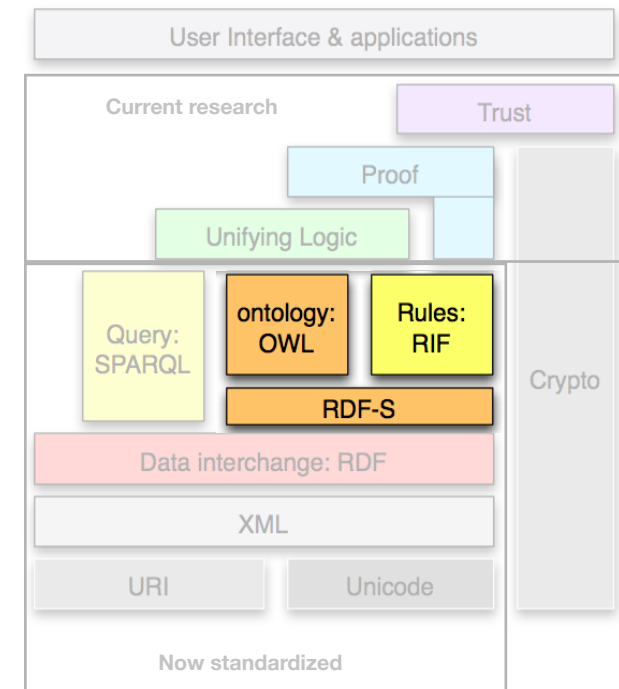 User Interface & applications
Current research
Trust
Proof
Unifying Logic
Query:
SPARQL
ontology:
OWL
Rules:
RIF
Crypto
RDF-S
Data interchange: RDF
XML
URI
Unicode
Now standardized